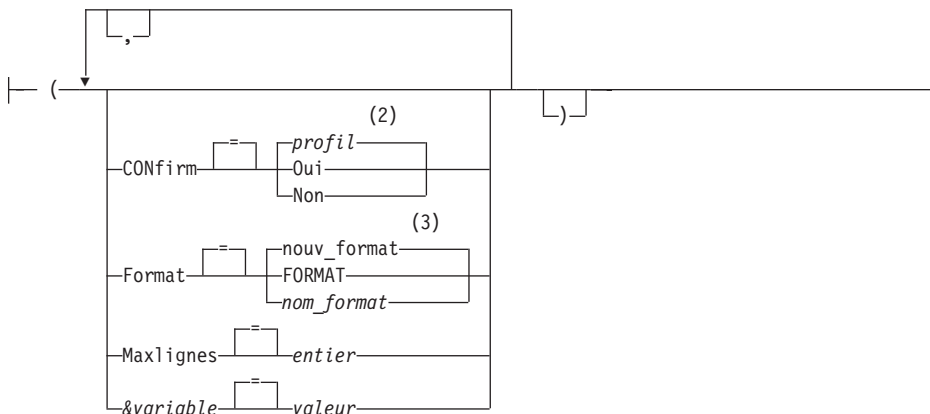 ,
(
)
(2)
profil
CONfirm = Oui
Non
(3)
nouv_format
Format = FORMAT
nom_format
Maxlignes = entier
&variable = valeur